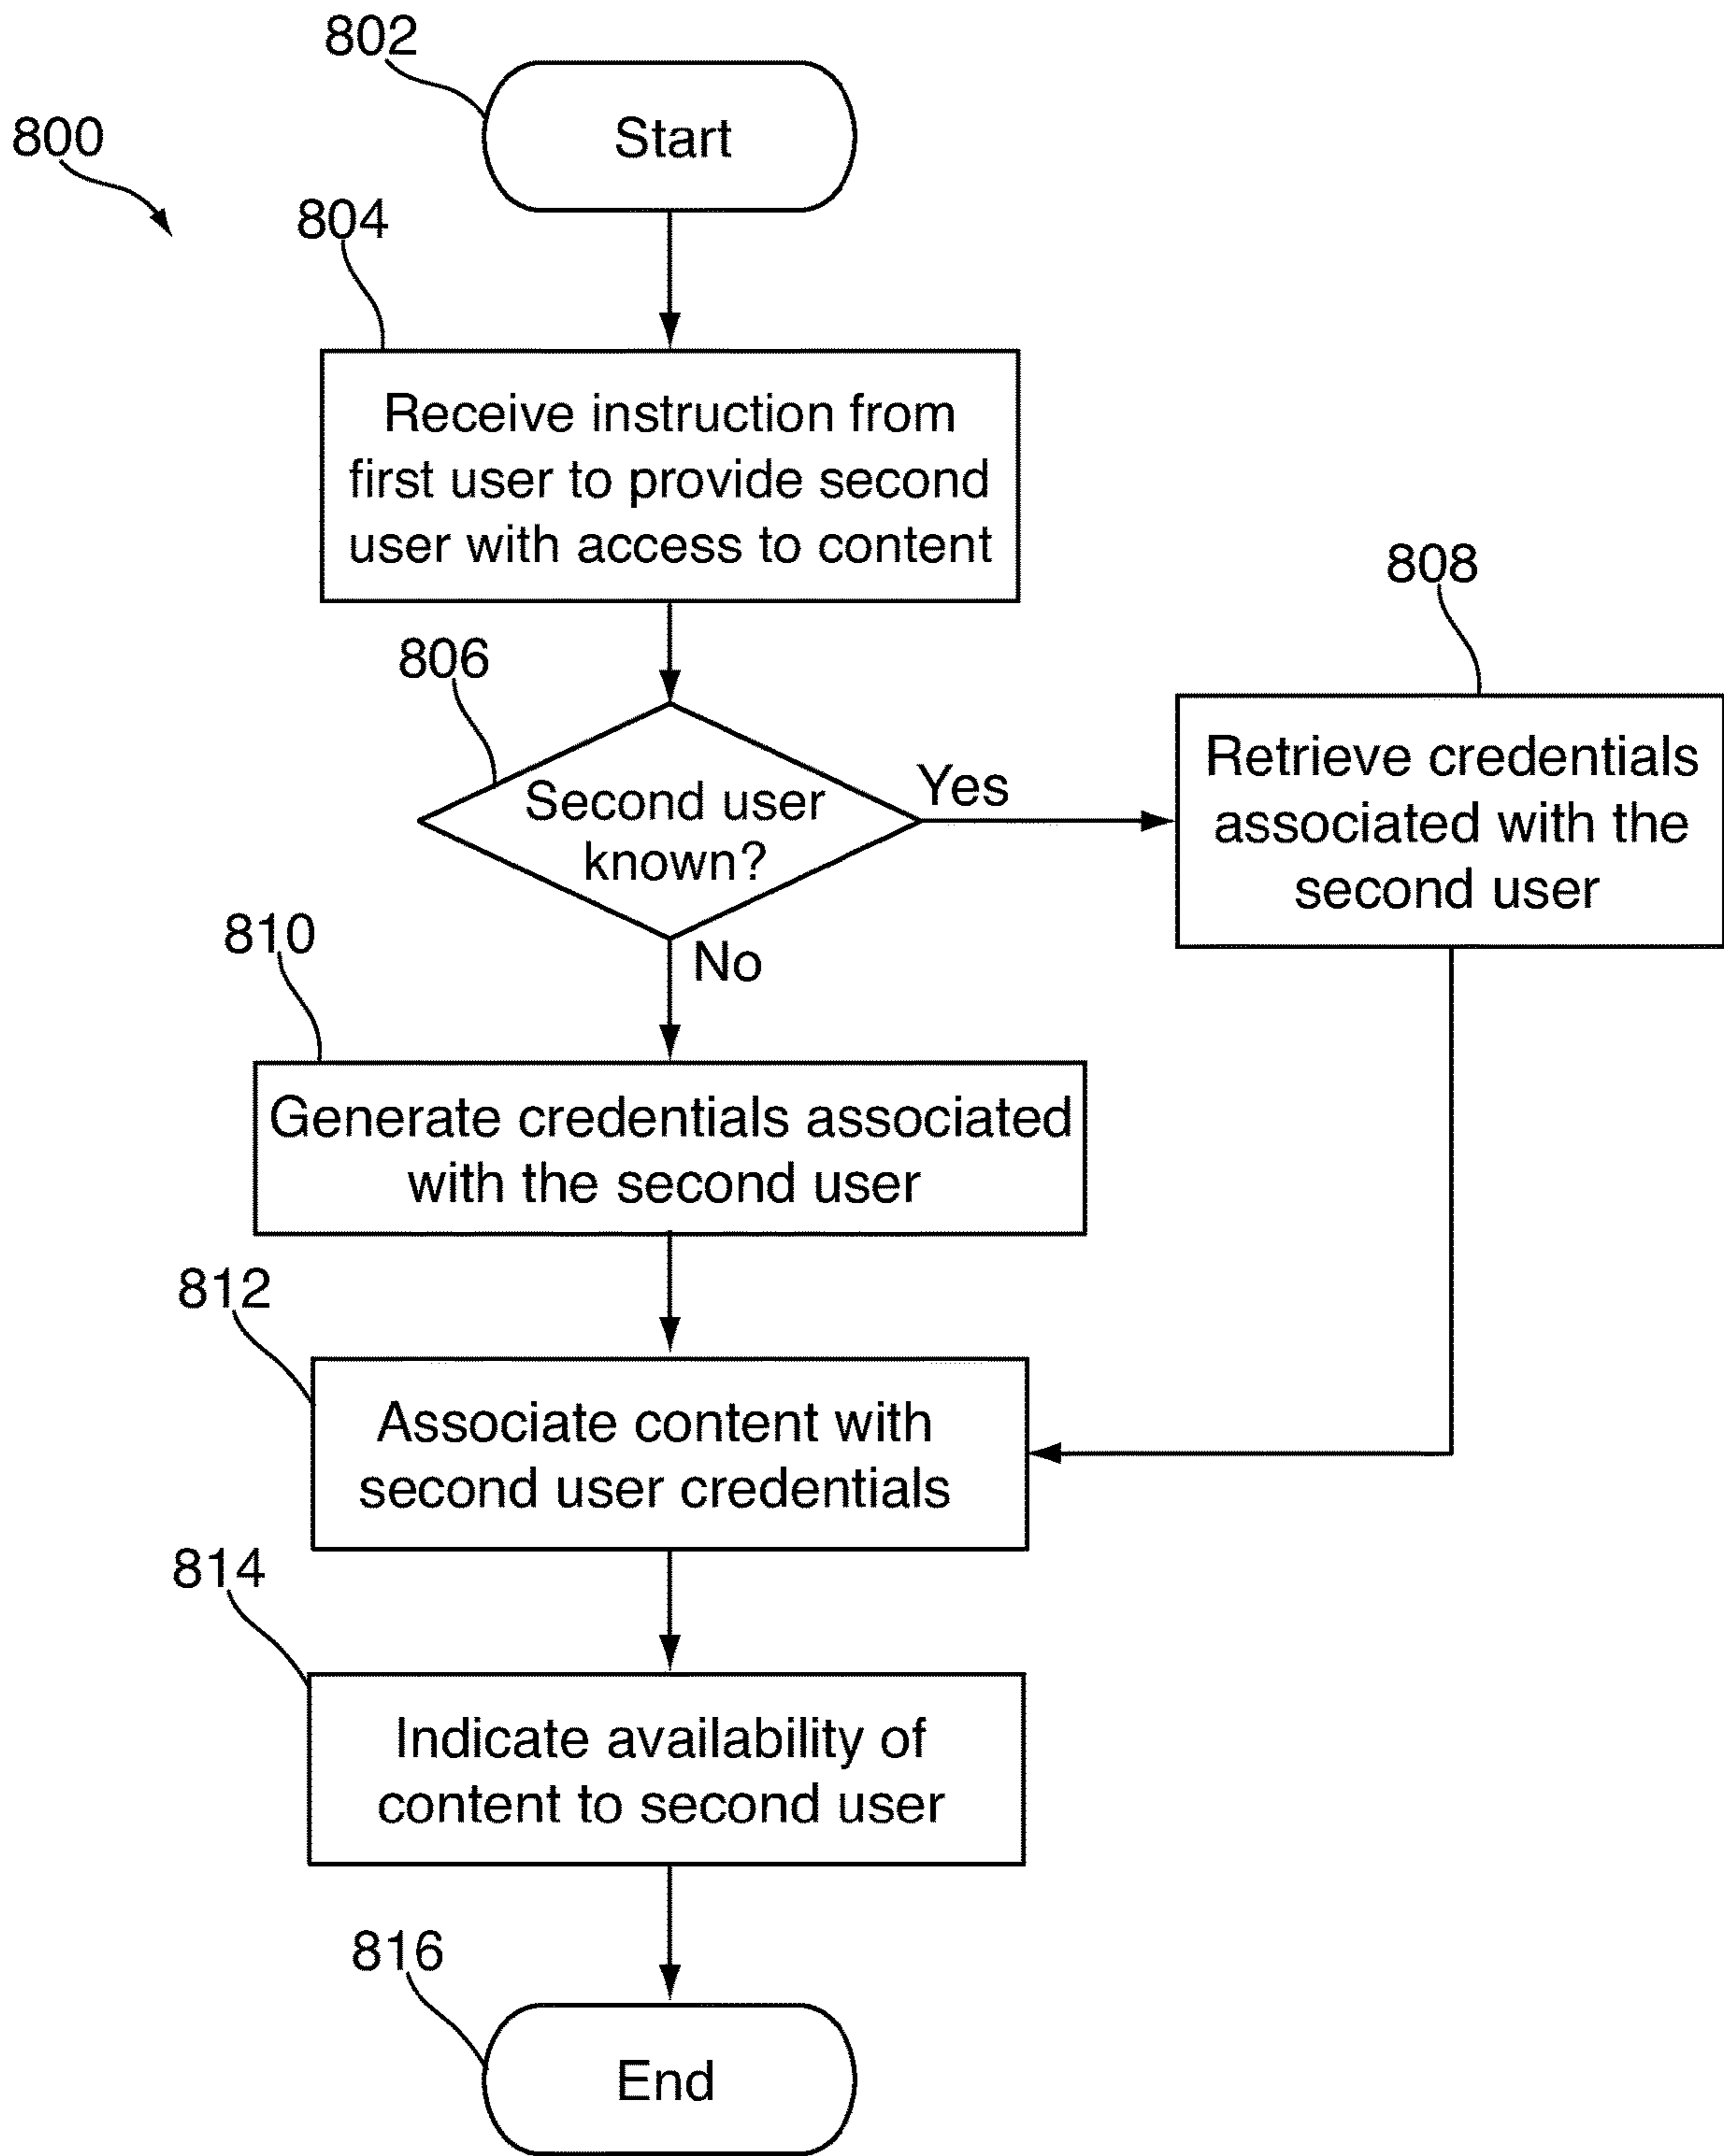 802
Start
800
804
Receive instruction from
first user to provide second
user with access to content
808
806
Second user
known?
Yes
No
Retrieve credentials
associated with the
second user
810
Generate credentials associated
with the second user
812
Associate content with
second user credentials
814
Indicate availability of
content to second user
816
End